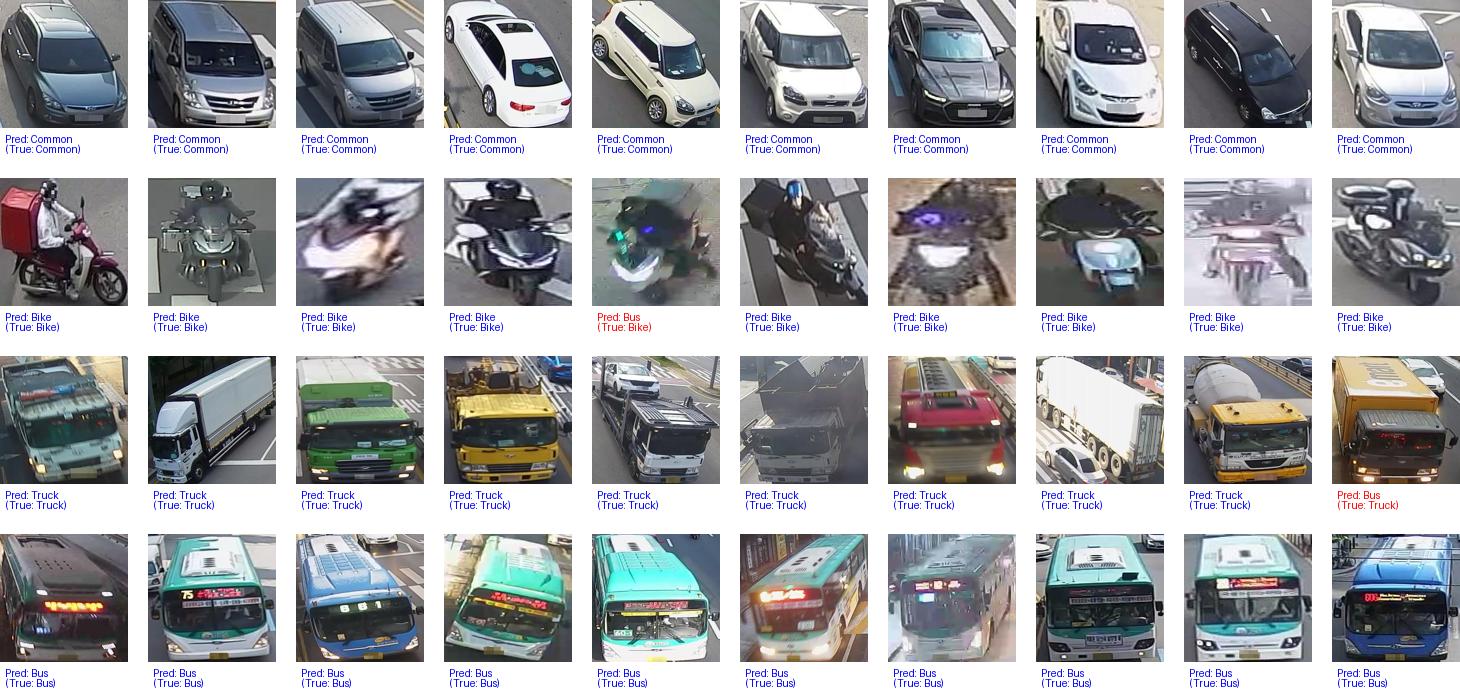 Pred: Common
(True: Common)
Pred: Common
(True: Common)
Pred: Common
(True: Common)
Pred: Common
(True: Common)
Pred: Common
(True: Common)
Pred: Common
(True: Common)
Pred: Common
(True: Common)
Pred: Common
(True: Common)
Pred: Common
(True: Common)
Pred: Common
(True: Common)
Pred: Bike
(True: Bike)
Pred: Bike
(True: Bike)
Pred: Bike
(True: Bike)
Pred: Bike
(True: Bike)
Pred: Bus
(True: Bike)
Pred: Bike
(True: Bike)
Pred: Bike
(True: Bike)
Pred: Bike
(True: Bike)
Pred: Bike
(True: Bike)
Pred: Bike
(True: Bike)
Pred: Truck
(True: Truck)
Pred: Truck
(True: Truck)
Pred: Truck
(True: Truck)
Pred: Truck
(True: Truck)
Pred: Truck
(True: Truck)
Pred: Truck
(True: Truck)
Pred: Truck
(True: Truck)
Pred: Truck
(True: Truck)
Pred: Truck
(True: Truck)
Pred: Bus
(True: Truck)
75
661
Pred: Bus
(True: Bus)
Pred: Bus
(True: Bus)
Pred: Bus
(True: Bus)
Pred: Bus
(True: Bus)
Pred: Bus
(True: Bus)
Pred: Bus
(True: Bus)
Pred: Bus
(True: Bus)
Pred: Bus
(True: Bus)
Pred: Bus
(True: Bus)
Pred: Bus
(True: Bus)